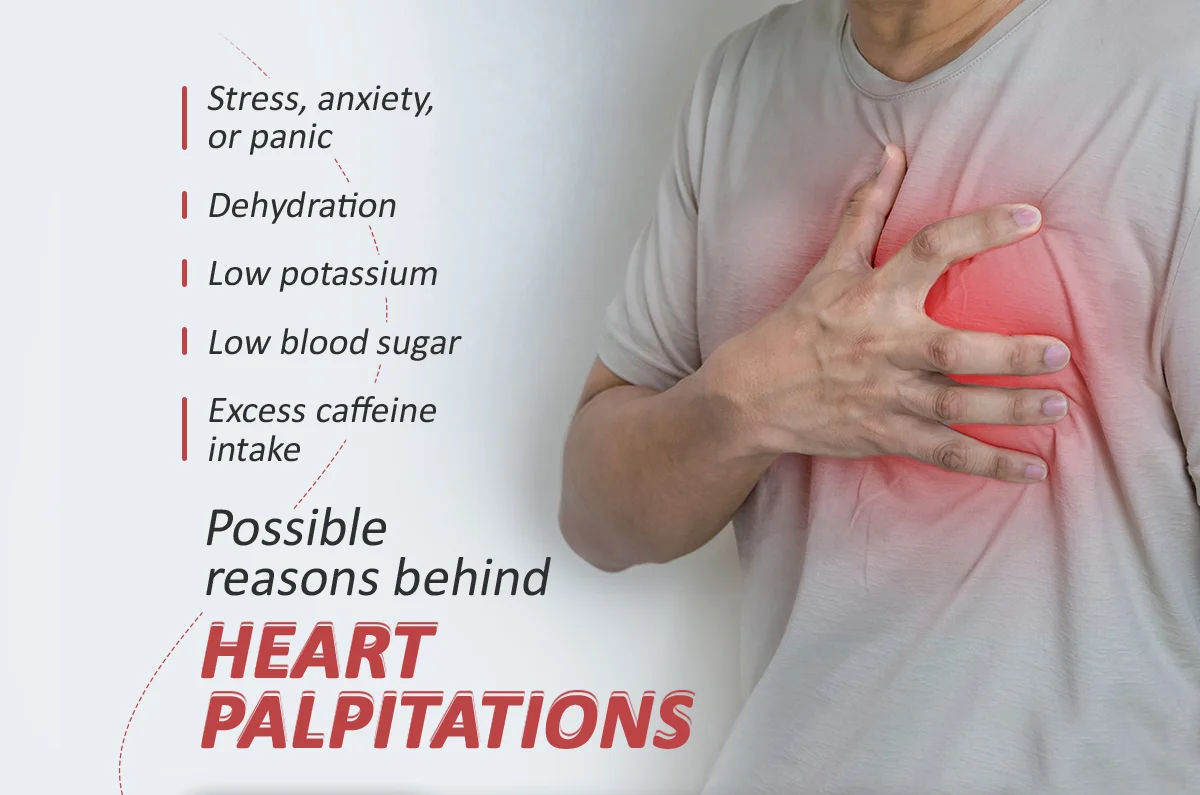 Stress, anxiety,
or panic
Dehydration
Low potassium
Low blood sugar
Excess caffeine
intake
Possible
reasons behind
HEART
PALPITATIONS